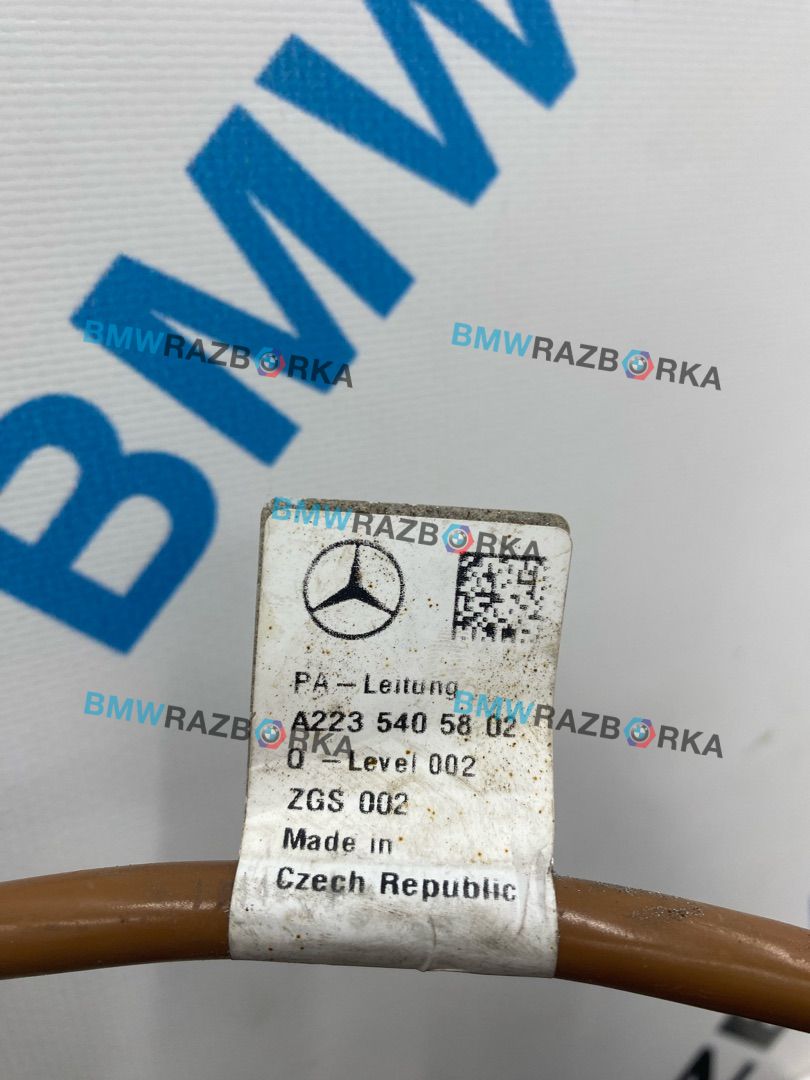 BMW
BMWRAZBORKA
BMWRAZBORKA
BMWRAZBORKA
PA - Leitung
BMWRAZBORKA
BMWRAZBORKA
A223 540 58 02
Q - Level 002
ZGS 002
Made in
Czech Republic